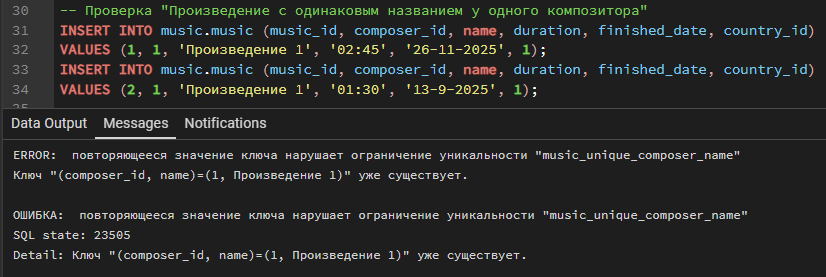 30 -- Проверка "Произведение с одинаковым названием у одного композитора"
31 INSERT INTO music.music (music_id, composer_id, name, duration, finished_date, country_id)
32 VALUES (1, 1, 'Произведение 1', '02:45', '26-11-2025', 1);
33 INSERT INTO music.music (music_id, composer_id, name, duration, finished_date, country_id)
34 VALUES (2, 1, 'Произведение 1', '01:30', '13-9-2025', 1);
Data Output Messages Notifications
ERROR:  повторяющееся значение ключа нарушает ограничение уникальности "music_unique_composer_name"
Ключ "(composer_id, name)=(1, Произведение 1)" уже существует.
ОШИБКА:  повторяющееся значение ключа нарушает ограничение уникальности "music_unique_composer_name"
SQL state: 23505
Detail: Ключ "(composer_id, name)=(1, Произведение 1)" уже существует.